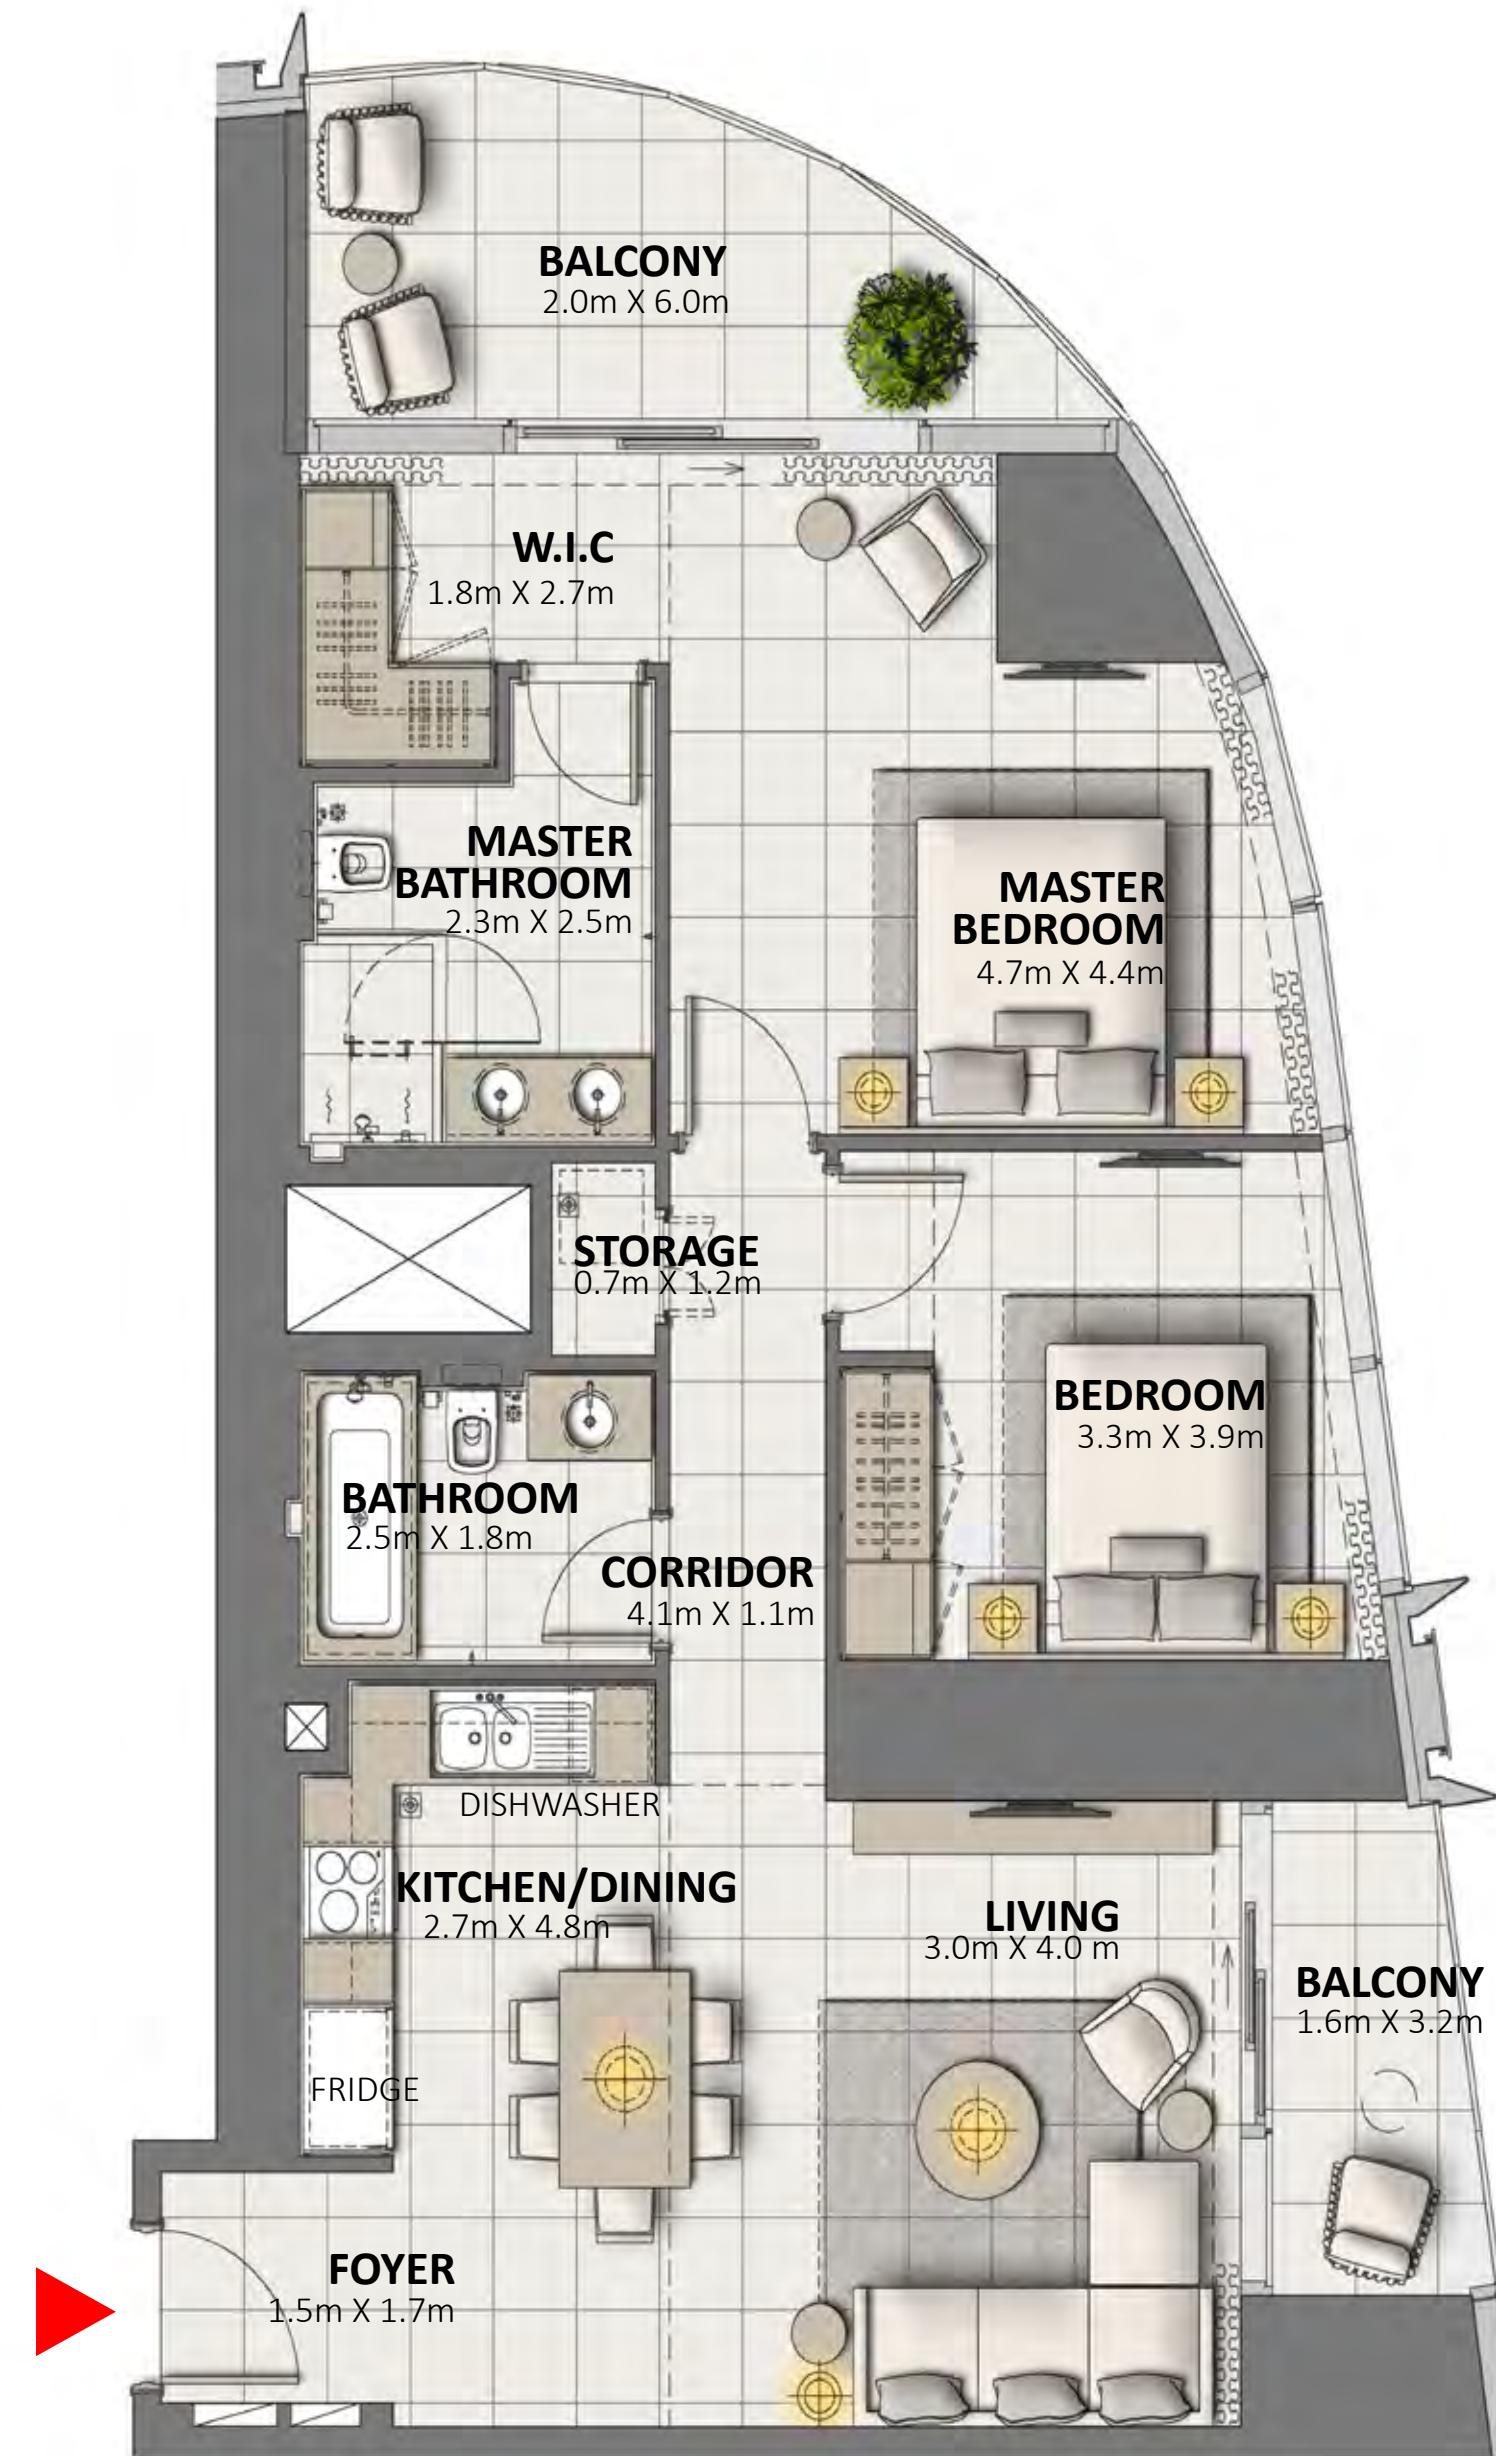 BALCONY
2.0m X 6.0m
W.I.C
1.8m X 2.7m
MASTER
BATHROOM
2.3m X 2.5m
MASTER
BEDROOM
4.7m X 4.4m
STORAGE
0.7m X 1.2m
BEDROOM
3.3m X 3.9m
BATHROOM
2.5m X 1.8m
CORRIDOR
4.1m X 1.1m
DISHWASHER
KITCHEN/DINING
2.7m X 4.8m
LIVING
3.0m X 4.0 m
BALCONY
1.6m X 3.2m
FRIDGE
FOYER
1.5m X 1.7m